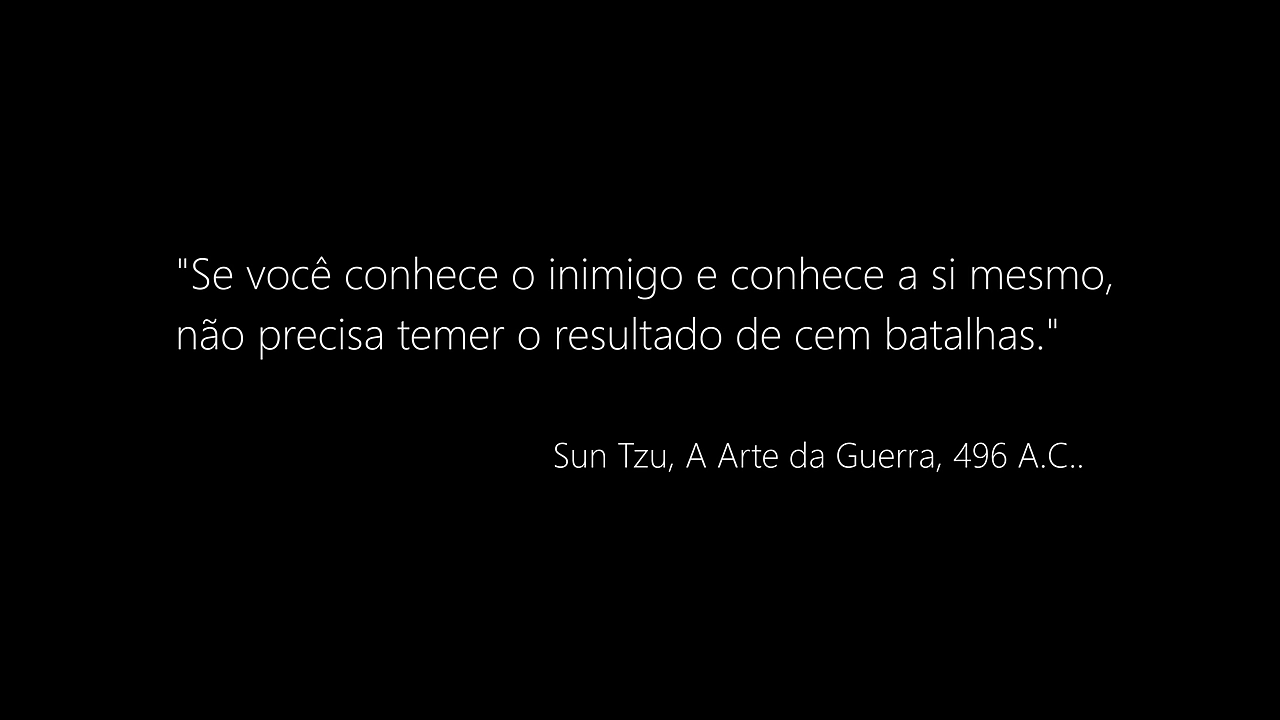 "Se você conhece o inimigo e conhece a si mesmo,
não precisa temer o resultado de cem batalhas."
Sun Tzu, A Arte da Guerra, 496 A.C..